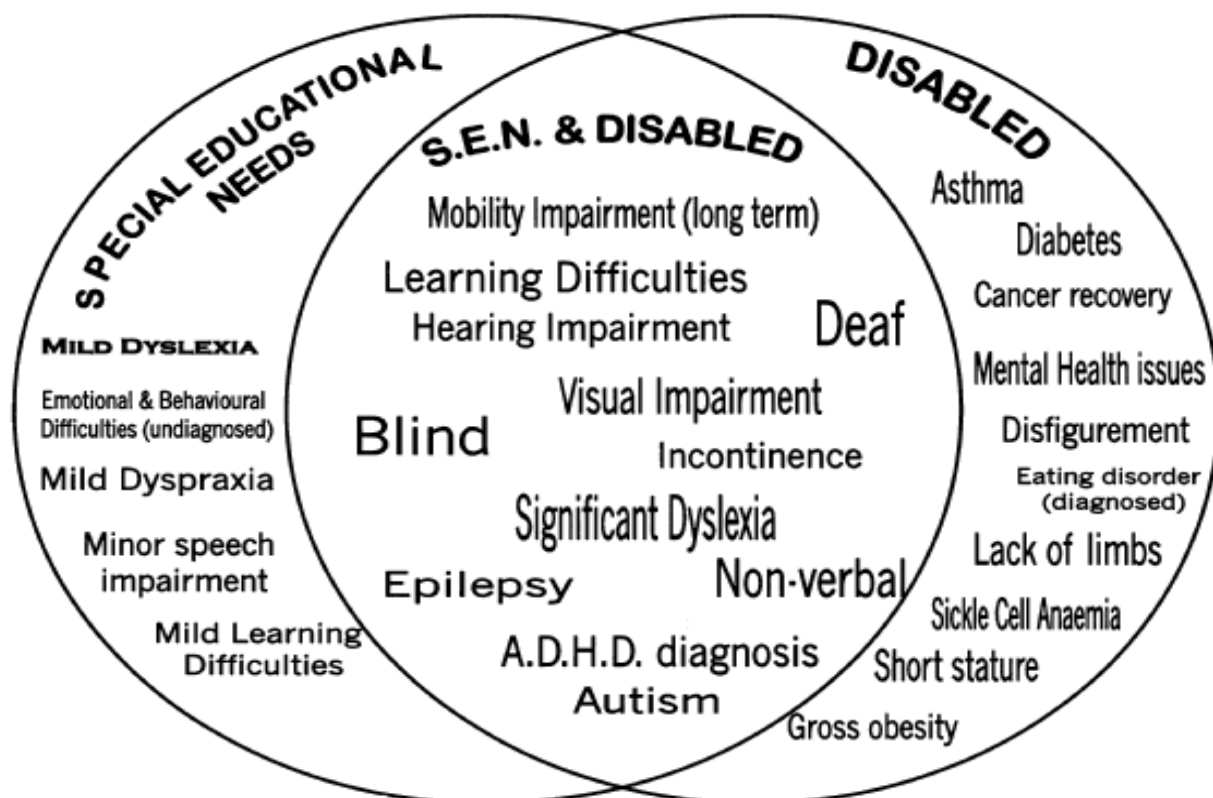 SPECIAL EDUCATIONAL
NEEDS
MILD DYSLEXIA
Emotional & Behavioural
Difficulties (undiagnosed)
Mild Dyspraxia
Minor speech
impairment
Mild Learning
Difficulties
S.E.N. & DISABLED
Mobility Impairment (long term)
Learning Difficulties
Hearing Impairment
Deaf
Visual Impairment
Blind
Incontinence
Significant Dyslexia
Epilepsy
Non-verbal
A.D.H.D. diagnosis
Autism
DISABLED
Asthma
Diabetes
Cancer recovery
Mental Health issues
Disfigurement
Eating disorder
(diagnosed)
Lack of limbs
Sickle Cell Anaemia
Short stature
Gross obesity